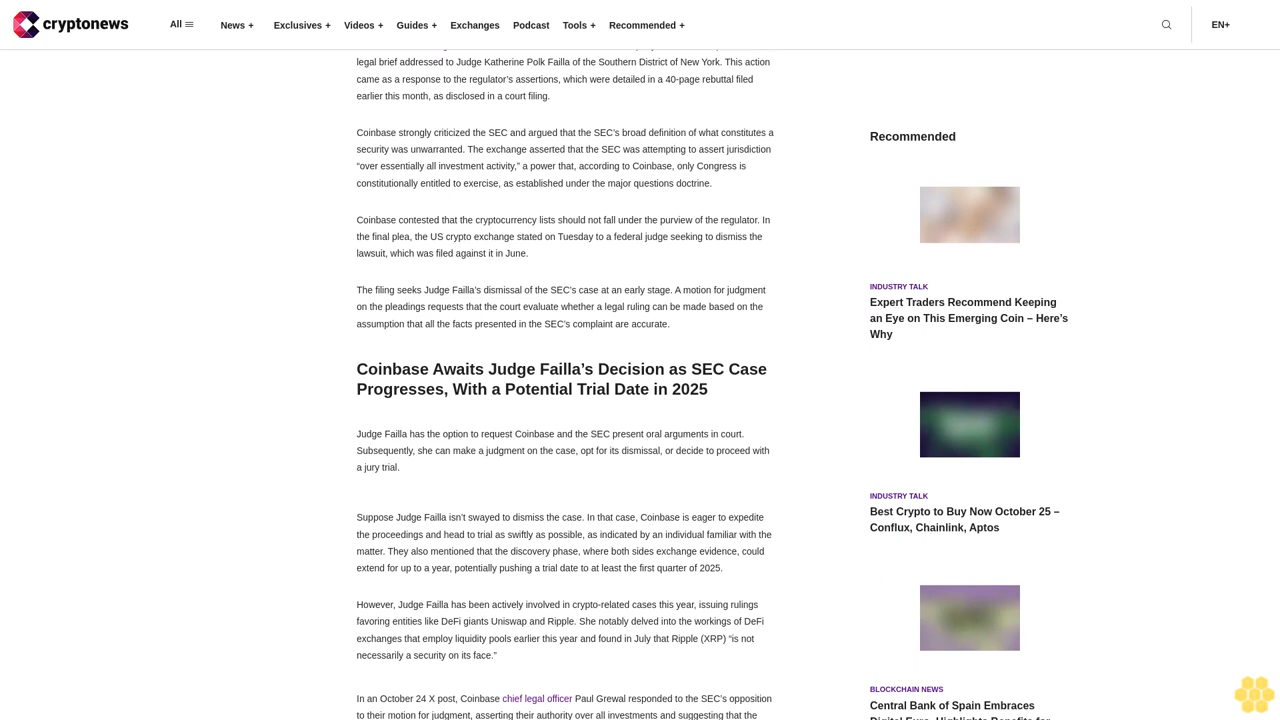 cryptonews
All
News +
Exclusives +
Videos +
Guides +
Exchanges
Podcast
Tools +
Recommended +
EN+
legal brief addressed to Judge Katherine Polk Failla of the Southern District of New York. This action
came as a response to the regulator’s assertions, which were detailed in a 40-page rebuttal filed
earlier this month, as disclosed in a court filing.
Coinbase strongly criticized the SEC and argued that the SEC’s broad definition of what constitutes a
security was unwarranted. The exchange asserted that the SEC was attempting to assert jurisdiction
“over essentially all investment activity,” a power that, according to Coinbase, only Congress is
constitutionally entitled to exercise, as established under the major questions doctrine.
Coinbase contested that the cryptocurrency lists should not fall under the purview of the regulator. In
the final plea, the US crypto exchange stated on Tuesday to a federal judge seeking to dismiss the
lawsuit, which was filed against it in June.
The filing seeks Judge Failla’s dismissal of the SEC’s case at an early stage. A motion for judgment
on the pleadings requests that the court evaluate whether a legal ruling can be made based on the
assumption that all the facts presented in the SEC’s complaint are accurate.
Coinbase Awaits Judge Failla’s Decision as SEC Case
Progresses, With a Potential Trial Date in 2025
Judge Failla has the option to request Coinbase and the SEC present oral arguments in court.
Subsequently, she can make a judgment on the case, opt for its dismissal, or decide to proceed with
a jury trial.
Suppose Judge Failla isn’t swayed to dismiss the case. In that case, Coinbase is eager to expedite
the proceedings and head to trial as swiftly as possible, as indicated by an individual familiar with the
matter. They also mentioned that the discovery phase, where both sides exchange evidence, could
extend for up to a year, potentially pushing a trial date to at least the first quarter of 2025.
However, Judge Failla has been actively involved in crypto-related cases this year, issuing rulings
favoring entities like DeFi giants Uniswap and Ripple. She notably delved into the workings of DeFi
exchanges that employ liquidity pools earlier this year and found in July that Ripple (XRP) “is not
necessarily a security on its face.”
In an October 24 X post, Coinbase chief legal officer Paul Grewal responded to the SEC’s opposition
to their motion for judgment, asserting their authority over all investments and suggesting that the
Recommended
INDUSTRY TALK
Expert Traders Recommend Keeping
an Eye on This Emerging Coin – Here’s
Why
INDUSTRY TALK
Best Crypto to Buy Now October 25 –
Conflux, Chainlink, Aptos
BLOCKCHAIN NEWS
Central Bank of Spain Embraces
Digital Euro, Highlights Benefits for